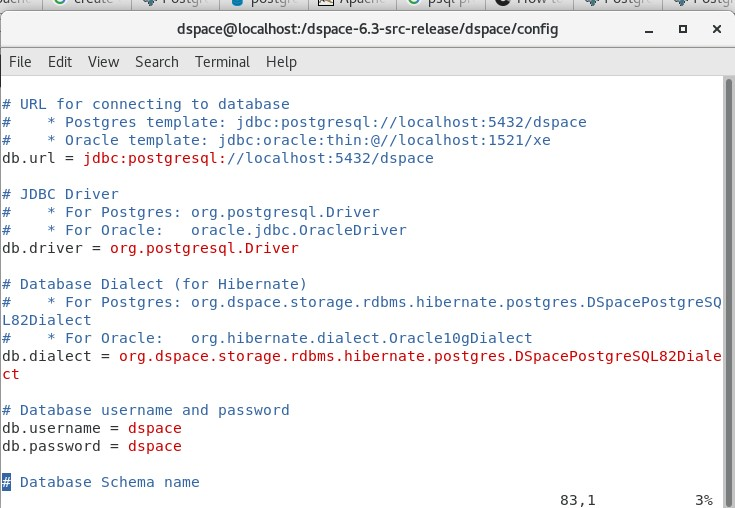 dspace@localhost:/dspace-6.3-src-release/dspace/config
File Edit View Search Terminal Help
# URL for connecting to database
#    * Postgres template: jdbc:postgresql://localhost:5432/dspace
#    * Oracle template: jdbc:oracle:thin:@//localhost:1521/xe
db.url = jdbc:postgresql://localhost:5432/dspace
# JDBC Driver
#    * For Postgres: org.postgresql.Driver
#    * For Oracle:   oracle.jdbc.OracleDriver
db.driver = org.postgresql.Driver
# Database Dialect (for Hibernate)
#    * For Postgres: org.dspace.storage.rdbms.hibernate.postgres.DSpacePostgreSQ
L82Dialect
#    * For Oracle:   org.hibernate.dialect.Oracle10gDialect
db.dialect = org.dspace.storage.rdbms.hibernate.postgres.DSpacePostgreSQL82Diale
ct
# Database username and password
db.username = dspace
db.password = dspace
# Database Schema name
83,1 3%